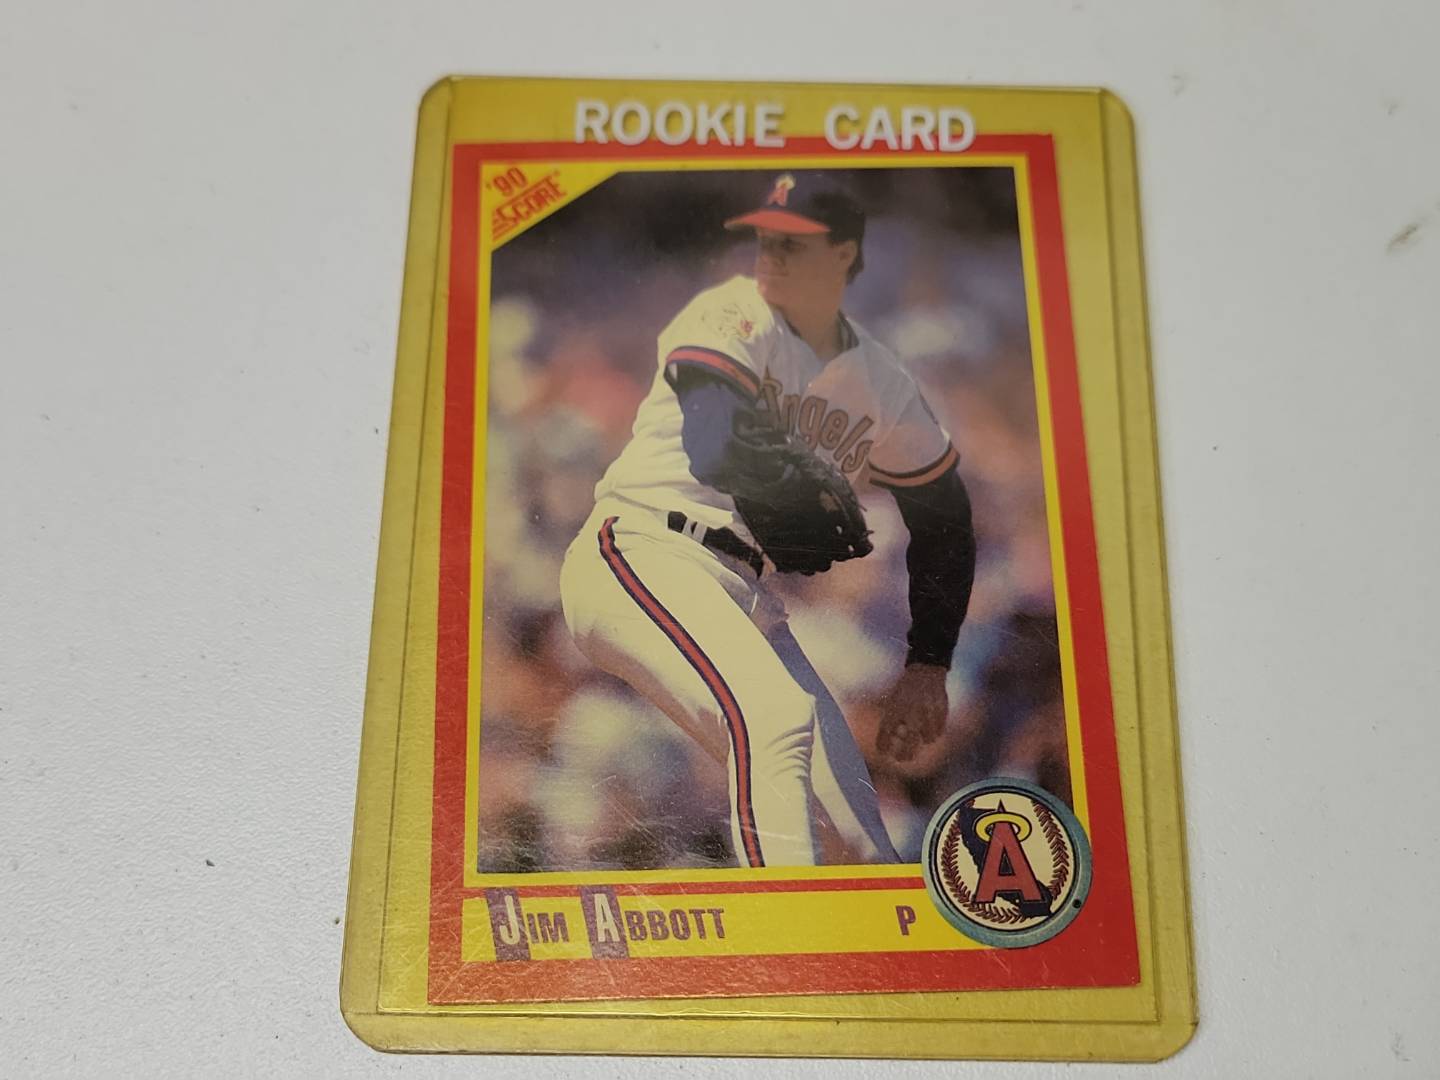 ROOKIE CARD
'90
SCORE
A
Angels
A
JIM ABBOTT P